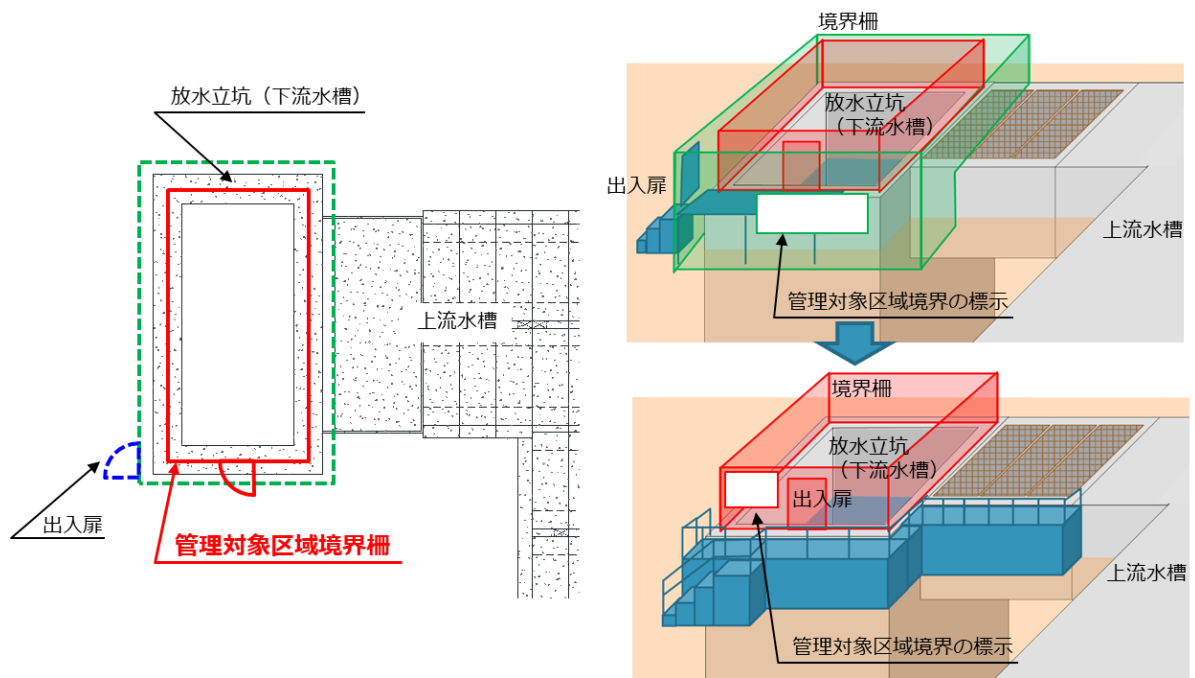 放水立坑（下流水槽）
上流水槽
出入扉
管理対象区域境界柵
境界柵
放水立坑
（下流水槽）
出入扉
上流水槽
管理対象区域境界の標示
境界柵
放水立坑
（下流水槽）
出入扉
上流水槽
管理対象区域境界の標示